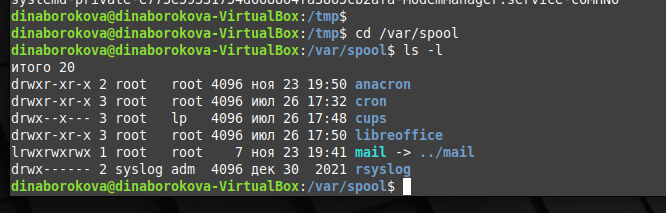 dinaborokova@dinaborokova-VirtualBox:/tmp$
dinaborokova@dinaborokova-VirtualBox:/tmp$ cd /var/spool
dinaborokova@dinaborokova-VirtualBox:/var/spool$ ls -l
итого 20
drwxr-xr-x 2 root   root 4096 ноя 23 19:50 anacron
drwxr-xr-x 3 root   root 4096 июл 26 17:32 cron
drwx--x--- 3 root   lp   4096 июл 26 17:48 cups
drwxr-xr-x 3 root   root 4096 июл 26 17:50 libreoffice
lrwxrwxrwx 1 root   root    7 ноя 23 19:41 mail -> ../mail
drwx------ 2 syslog adm  4096 дек 30  2021 rsyslog
dinaborokova@dinaborokova-VirtualBox:/var/spool$